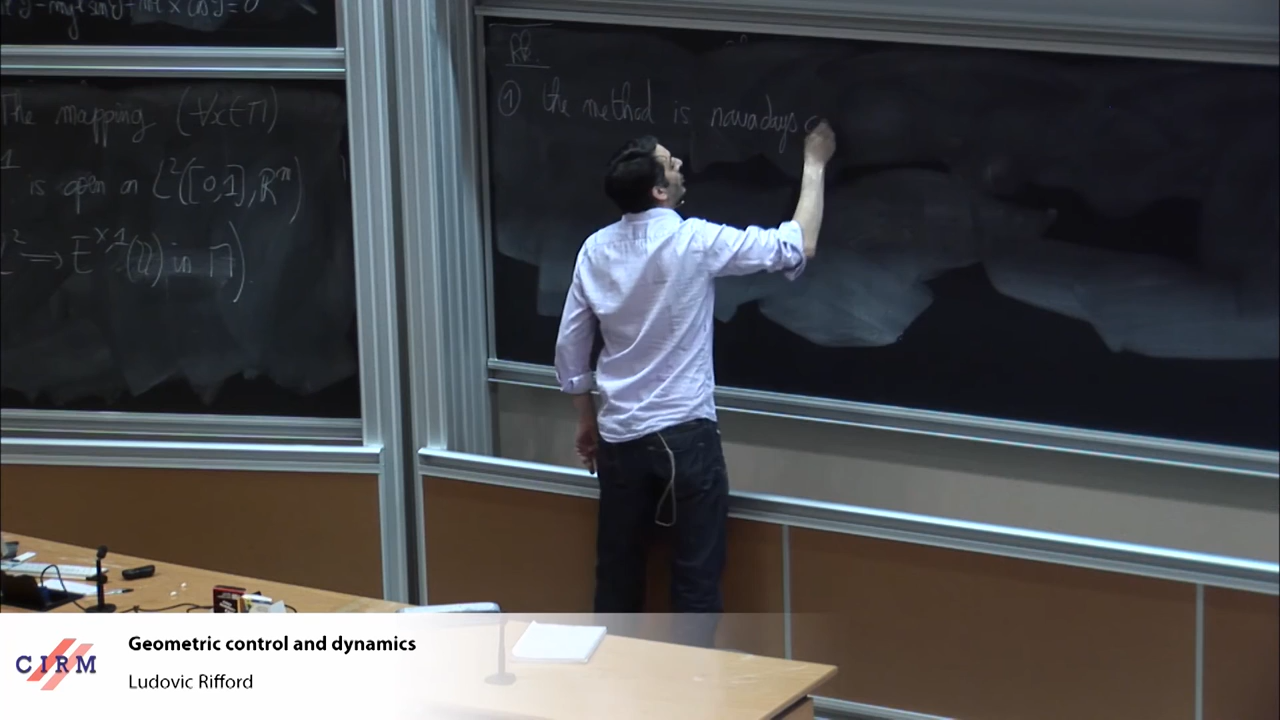 The mapping (∀x∈M)
1
is open on L²([0,1],ℝᵐ)
L² ⟹ E^{x,1}(U) in M)
Rk.
① the method is nowadays
CIRM
Geometric control and dynamics
Ludovic Rifford